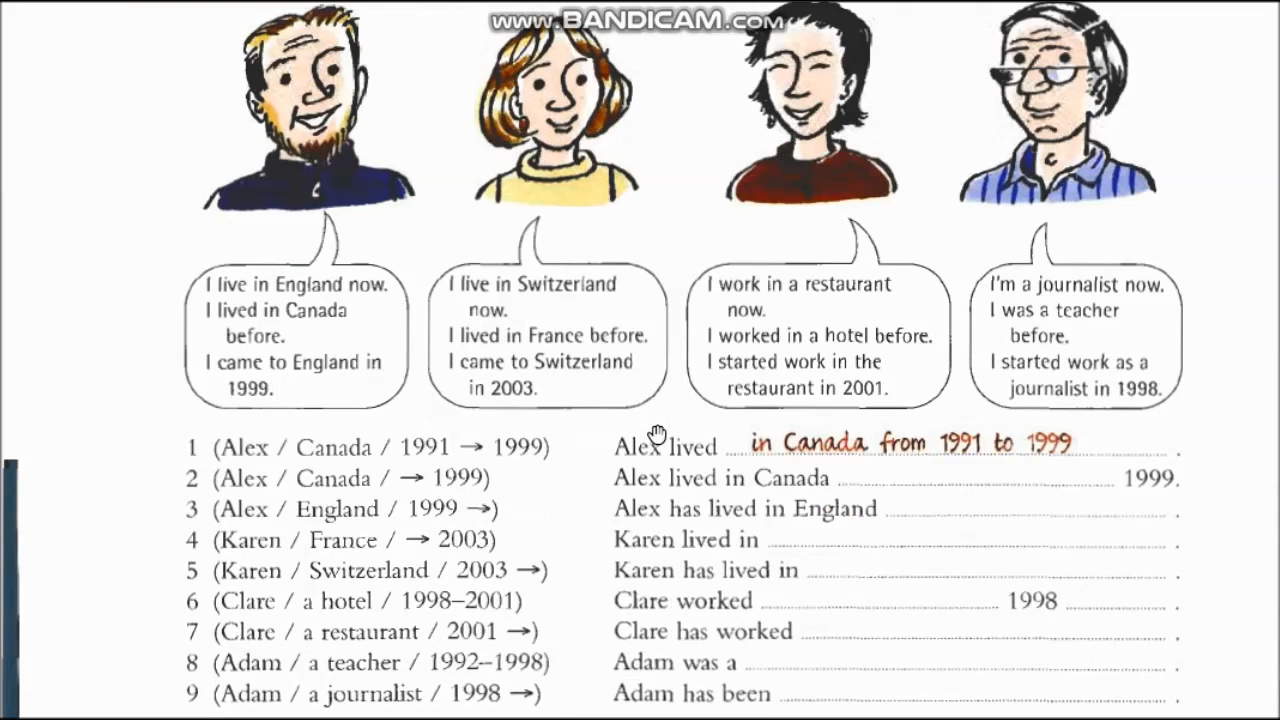 www.BANDICAM.com
I live in England now.
I lived in Canada
before.
I came to England in
1999.
I live in Switzerland
now.
I lived in France before.
I came to Switzerland
in 2003.
I work in a restaurant
now.
I worked in a hotel before.
I started work in the
restaurant in 2001.
I'm a journalist now.
I was a teacher
before.
I started work as a
journalist in 1998.
1 (Alex / Canada / 1991 → 1999) Alex lived in Canada from 1991 to 1999 .
2 (Alex / Canada / → 1999) Alex lived in Canada ........ 1999.
3 (Alex / England / 1999 →) Alex has lived in England ........ .
4 (Karen / France / → 2003) Karen lived in ........ .
5 (Karen / Switzerland / 2003 →) Karen has lived in ........ .
6 (Clare / a hotel / 1998–2001) Clare worked ........ 1998 ........ .
7 (Clare / a restaurant / 2001 →) Clare has worked ........ .
8 (Adam / a teacher / 1992–1998) Adam was a ........ .
9 (Adam / a journalist / 1998 →) Adam has been ........ .